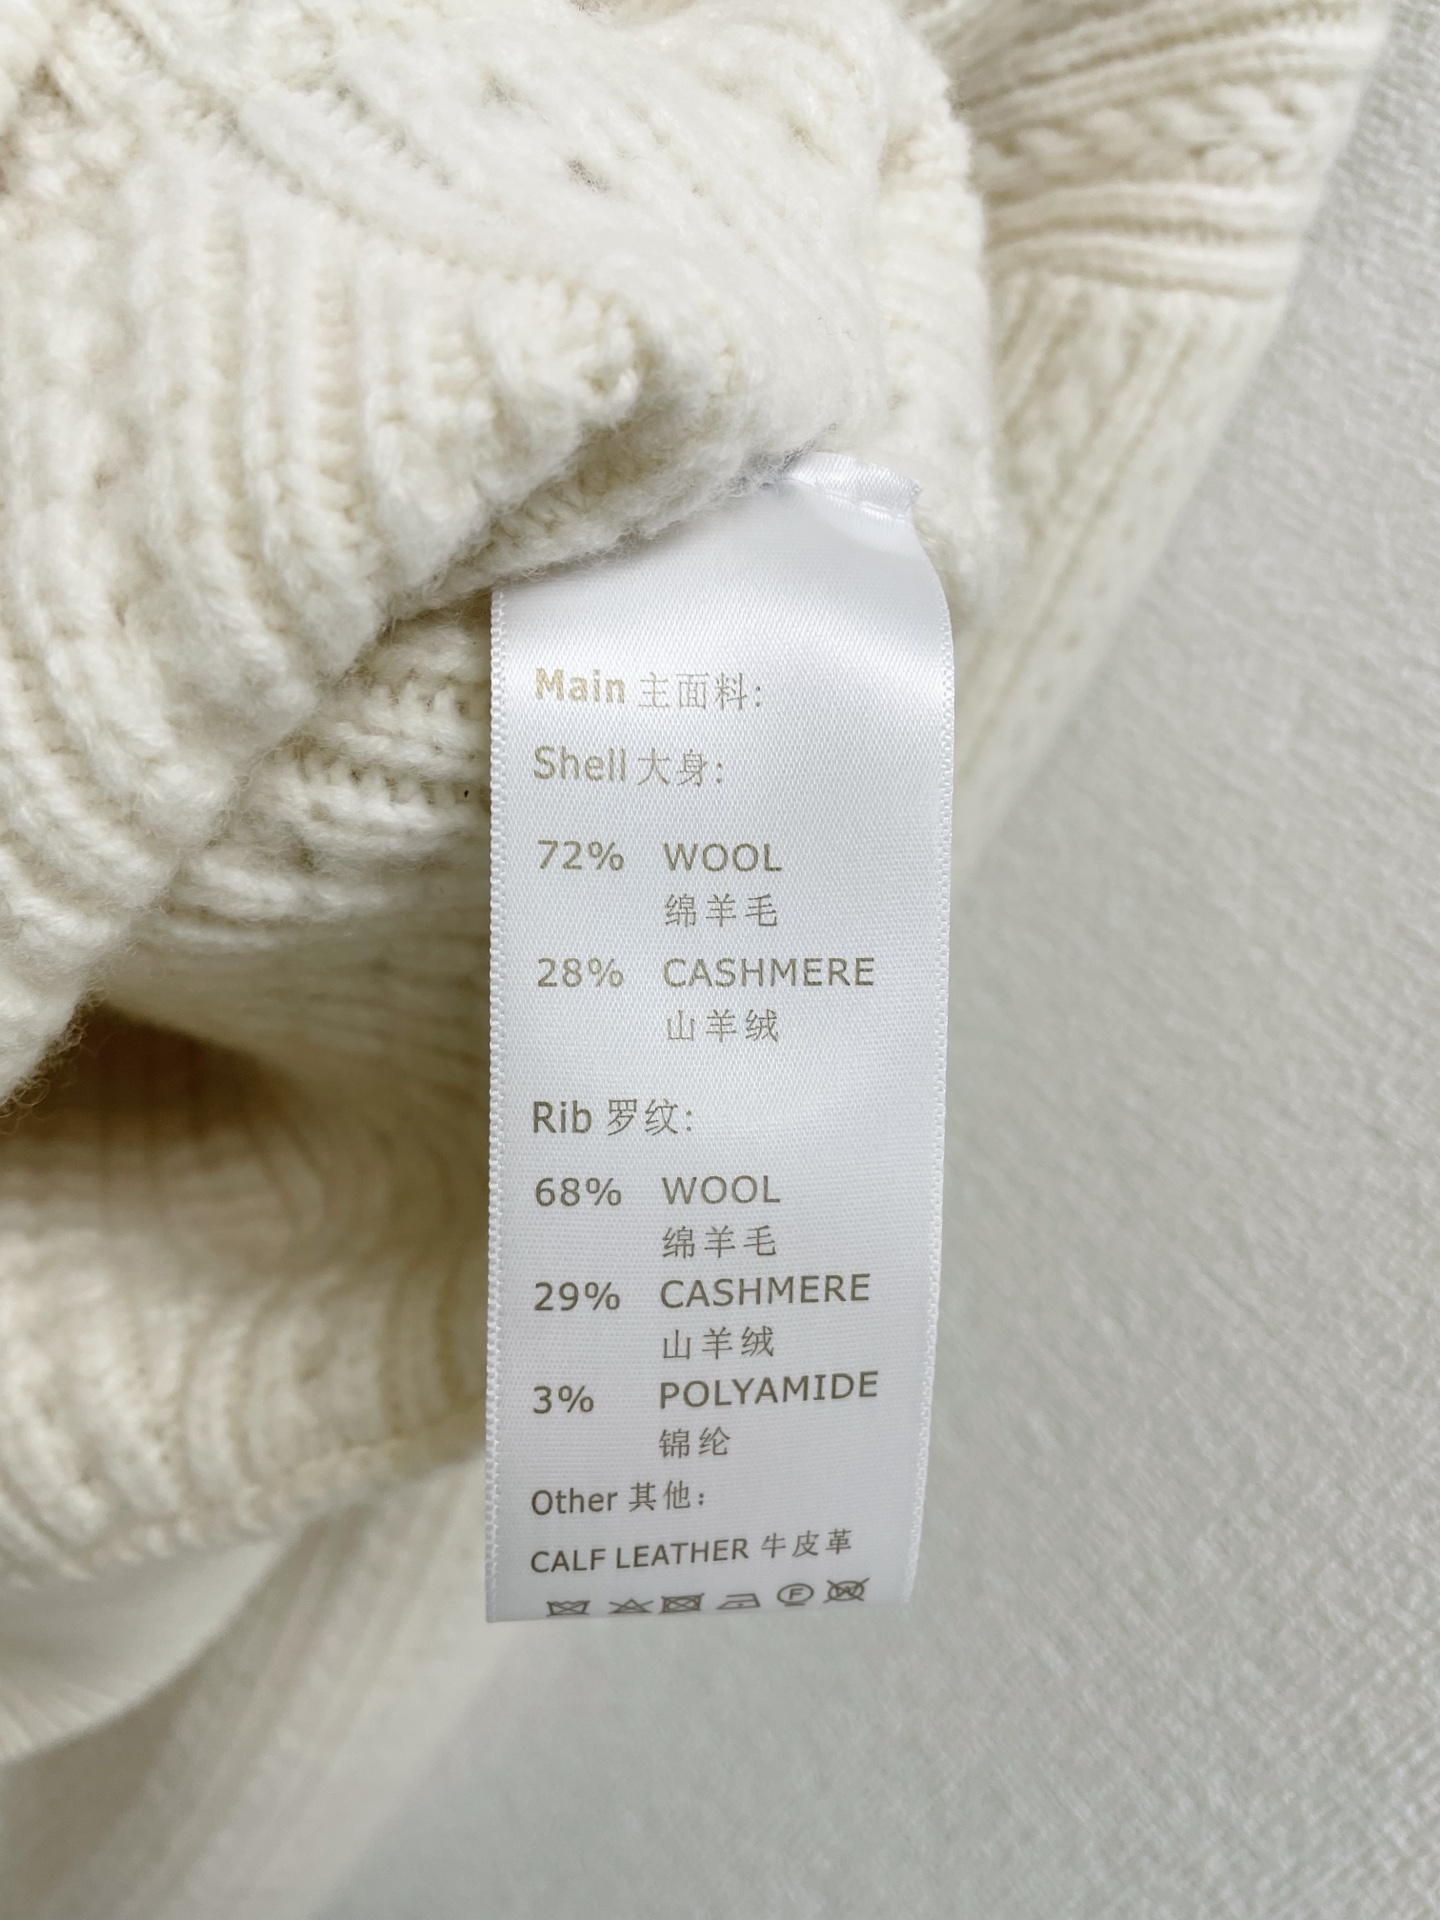 Main 主面料:
Shell 大身:
72% WOOL
绵羊毛
28% CASHMERE
山羊绒
Rib 罗纹:
68% WOOL
绵羊毛
29% CASHMERE
山羊绒
3% POLYAMIDE
锦纶
Other 其他:
CALF LEATHER 牛皮革
F W